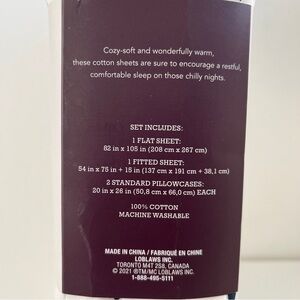 Cozy-soft and wonderfully warm,
these cotton sheets are sure to encourage a restful,
comfortable sleep on those chilly nights.
SET INCLUDES:
1 FLAT SHEET:
82 in x 105 in (208 cm x 267 cm)
1 FITTED SHEET:
54 in x 75 in + 15 in (137 cm x 191 cm + 38,1 cm)
2 STANDARD PILLOWCASES:
20 in x 26 in (50,8 cm x 66,0 cm) EACH
100% COTTON
MACHINE WASHABLE
MADE IN CHINA / FABRIQUÉ EN CHINE
LOBLAWS INC.
TORONTO M4T 2S8, CANADA
© 2021 ®TM/MC LOBLAWS INC.
1-888-495-5111